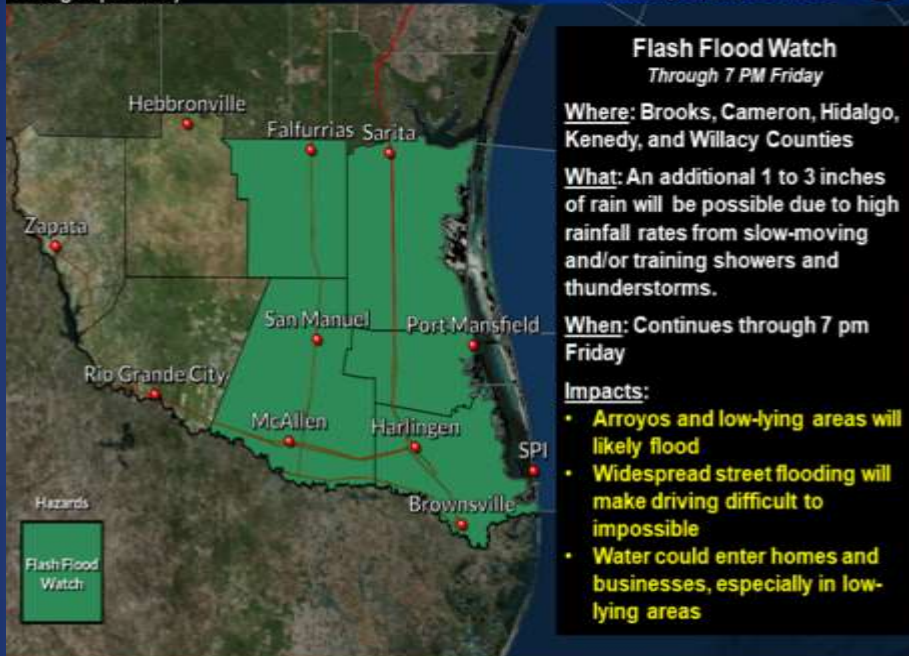 Hebbronville
Falfurrias
Sarita
Zapata
San Manuel
Port Mansfield
Rio Grande City
McAllen
Harlingen
SPI
Brownsville
Hazards
Flash Flood
Watch
Flash Flood Watch
Through 7 PM Friday
Where: Brooks, Cameron, Hidalgo,
Kenedy, and Willacy Counties
What: An additional 1 to 3 inches
of rain will be possible due to high
rainfall rates from slow-moving
and/or training showers and
thunderstorms.
When: Continues through 7 pm
Friday
Impacts:
• Arroyos and low-lying areas will
likely flood
• Widespread street flooding will
make driving difficult to
impossible
• Water could enter homes and
businesses, especially in low-
lying areas